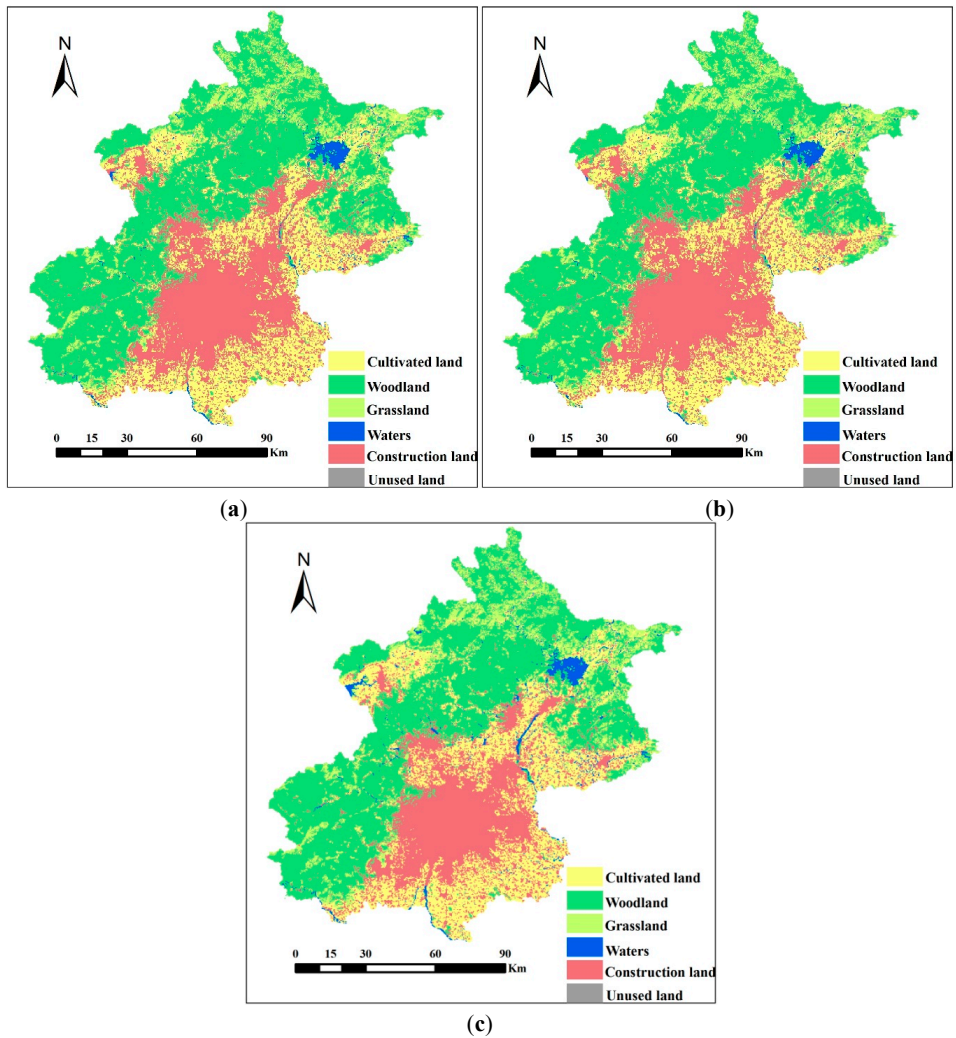 N
Cultivated land
Woodland
Grassland
Waters
Construction land
Unused land
0 15 30 60 90
Km
(a)
N
Cultivated land
Woodland
Grassland
Waters
Construction land
Unused land
0 15 30 60 90
Km
(b)
N
Cultivated land
Woodland
Grassland
Waters
Construction land
Unused land
0 15 30 60 90
Km
(c)